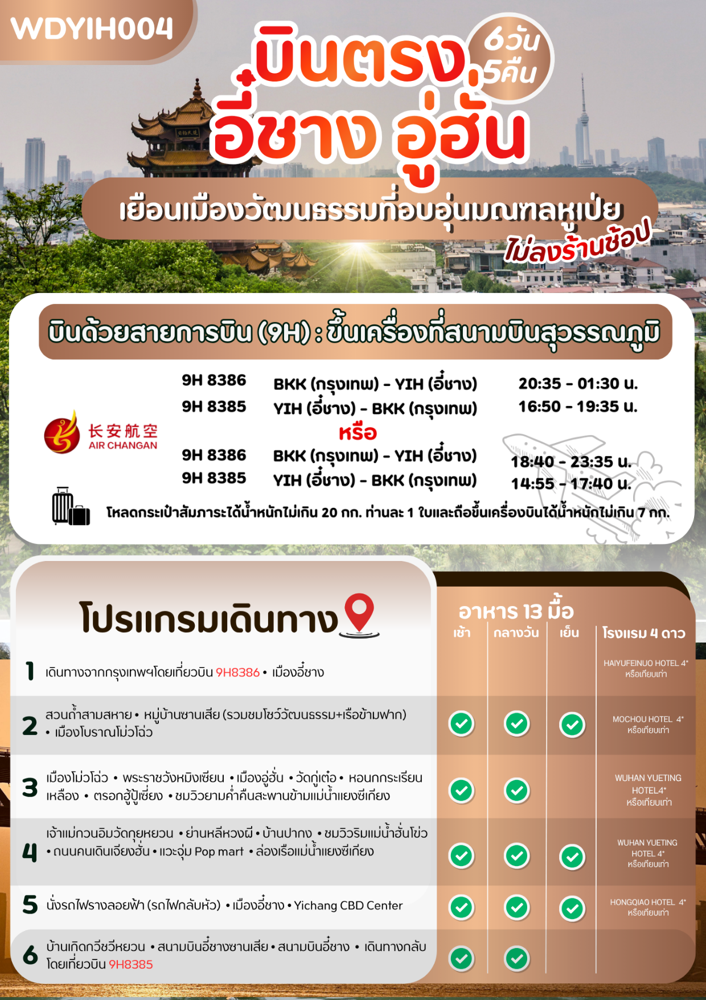 WDYIH004
บินตรง
6วัน
5คืน
อี๋ชาง อู่ฮั่น
เยือนเมืองวัฒนธรรมที่อบอุ่นมณฑลหูเป่ย
ไม่ลงร้านช้อป
บินด้วยสายการบิน (9H) : ขึ้นเครื่องที่สนามบินสุวรรณภูมิ
9H 8386 BKK (กรุงเทพ) - YIH (อี๋ชาง) 20:35 - 01:30 น.
9H 8385 YIH (อี๋ชาง) - BKK (กรุงเทพ) 16:50 - 19:35 น.
长安航空
AIR CHANGAN
หรือ
9H 8386 BKK (กรุงเทพ) - YIH (อี๋ชาง) 18:40 - 23:35 น.
9H 8385 YIH (อี๋ชาง) - BKK (กรุงเทพ) 14:55 - 17:40 น.
โหลดกระเป๋าสัมภาระได้น้ำหนักไม่เกิน 20 กก. ท่านละ 1 ใบและถือขึ้นเครื่องบินได้น้ำหนักไม่เกิน 7 กก.
โปรแกรมเดินทาง
อาหาร 13 มื้อ
เช้า กลางวัน เย็น โรงแรม 4 ดาว
1 เดินทางจากกรุงเทพฯโดยเที่ยวบิน 9H8386 • เมืองอี๋ชาง
HAIYUFEINUO HOTEL 4*
หรือเทียบเท่า
2 สวนถ้ำสามสหาย • หมู่บ้านซานเสีย (รวมชมโชว์วัฒนธรรม+เรือข้ามฟาก)
• เมืองโบราณโม่วโฉ่ว
MOCHOU HOTEL 4*
หรือเทียบเท่า
3 เมืองโม่วโฉ่ว • พระราชวังหมิงเซียน • เมืองอู่ฮั่น • วัดกู่เต๋อ • หอนกกระเรียน
เหลือง • ตรอกฮู้ปู้เซี่ยง • ชมวิวยามค่ำคืนสะพานข้ามแม่น้ำแยงซีเกียง
WUHAN YUETING
HOTEL4*
หรือเทียบเท่า
4 เจ้าแม่กวนอิมวัดกุยหยวน • ย่านหลีหวงผี • บ้านปากง • ชมวิวริมแม่น้ำฮั่นโข่ว
• ถนนคนเดินเจียงฮั่น • แวะจุ่ม Pop mart • ล่องเรือแม่น้ำแยงซีเกียง
WUHAN YUETING
HOTEL 4*
หรือเทียบเท่า
5 นั่งรถไฟรางลอยฟ้า (รถไฟกลับหัว) • เมืองอี๋ชาง • Yichang CBD Center
HONGQIAO HOTEL 4*
หรือเทียบเท่า
6 บ้านเกิดกวีชวีหยวน • สนามบินอี๋ชางซานเสีย • สนามบินอี๋ชาง • เดินทางกลับ
โดยเที่ยวบิน 9H8385